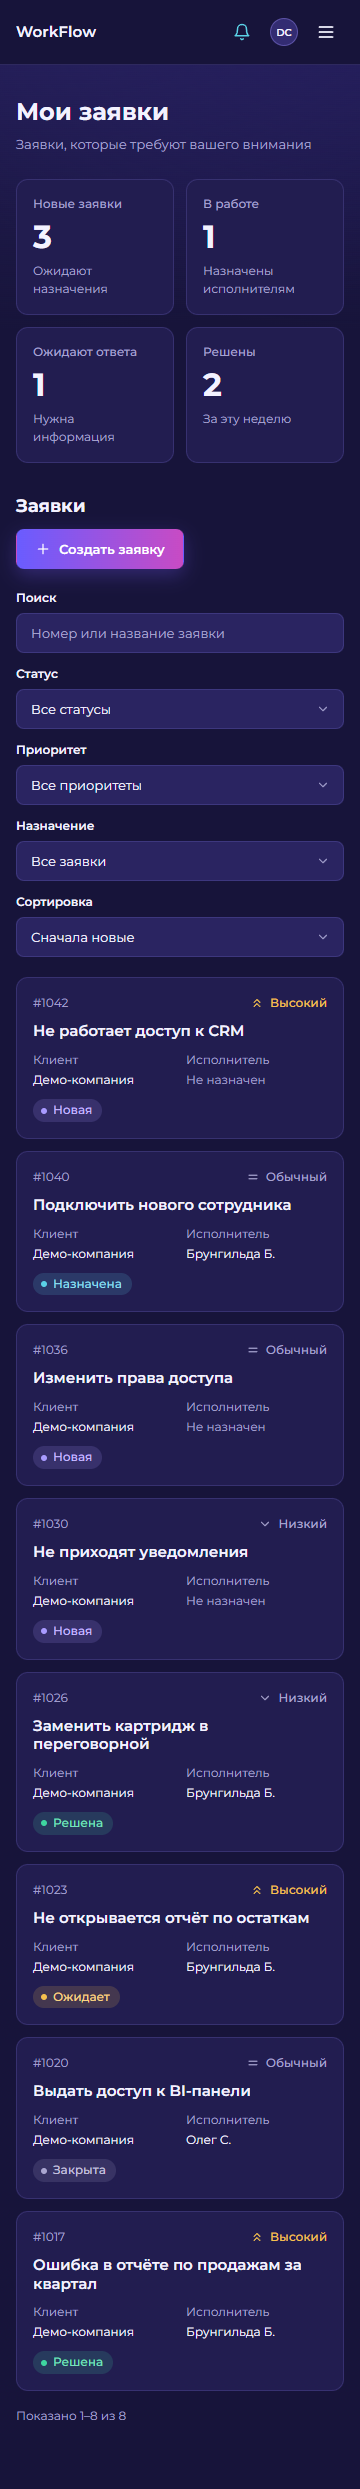 WorkFlow
DC
Мои заявки
Заявки, которые требуют вашего внимания
Новые заявки
3
Ожидают
назначения
В работе
1
Назначены
исполнителям
Ожидают ответа
1
Нужна
информация
Решены
2
За эту неделю
Заявки
Создать заявку
Поиск
Номер или название заявки
Статус
Все статусы
Приоритет
Все приоритеты
Назначение
Все заявки
Сортировка
Сначала новые
#1042 Высокий
Не работает доступ к CRM
Клиент Исполнитель
Демо-компания Не назначен
Новая
#1040 Обычный
Подключить нового сотрудника
Клиент Исполнитель
Демо-компания Брунгильда Б.
Назначена
#1036 Обычный
Изменить права доступа
Клиент Исполнитель
Демо-компания Не назначен
Новая
#1030 Низкий
Не приходят уведомления
Клиент Исполнитель
Демо-компания Не назначен
Новая
#1026 Низкий
Заменить картридж в
переговорной
Клиент Исполнитель
Демо-компания Брунгильда Б.
Решена
#1023 Высокий
Не открывается отчёт по остаткам
Клиент Исполнитель
Демо-компания Брунгильда Б.
Ожидает
#1020 Обычный
Выдать доступ к BI-панели
Клиент Исполнитель
Демо-компания Олег С.
Закрыта
#1017 Высокий
Ошибка в отчёте по продажам за
квартал
Клиент Исполнитель
Демо-компания Брунгильда Б.
Решена
Показано 1–8 из 8